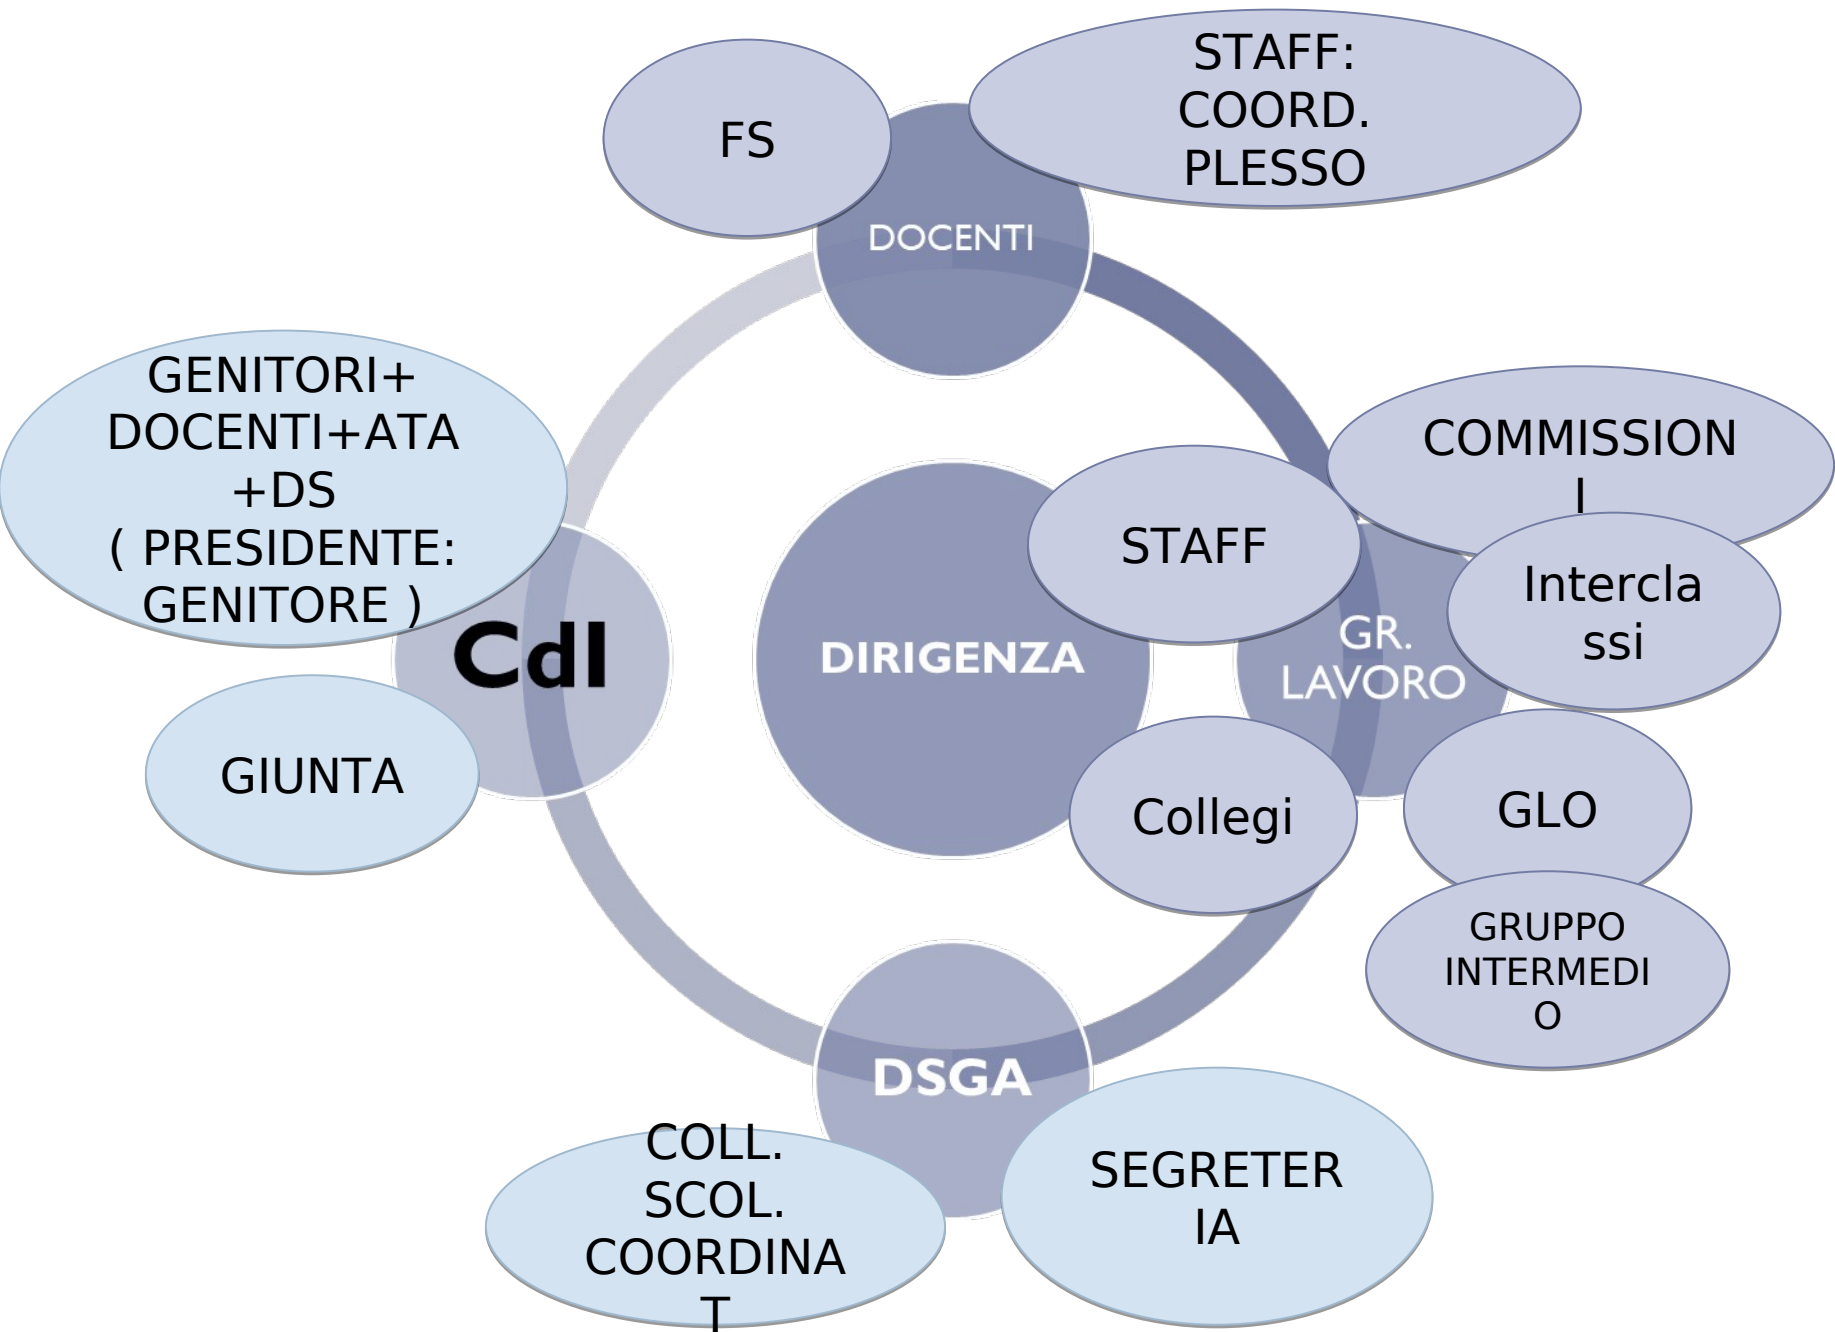 FS
STAFF:
COORD.
PLESSO
DOCENTI
GENITORI+
DOCENTI+ATA
+DS
( PRESIDENTE:
GENITORE )
CdI
GIUNTA
DIRIGENZA
STAFF
COMMISSION
I
Intercla
ssi
GR.
LAVORO
Collegi
GLO
GRUPPO
INTERMEDI
O
DSGA
COLL.
SCOL.
COORDINA
T
SEGRETER
IA